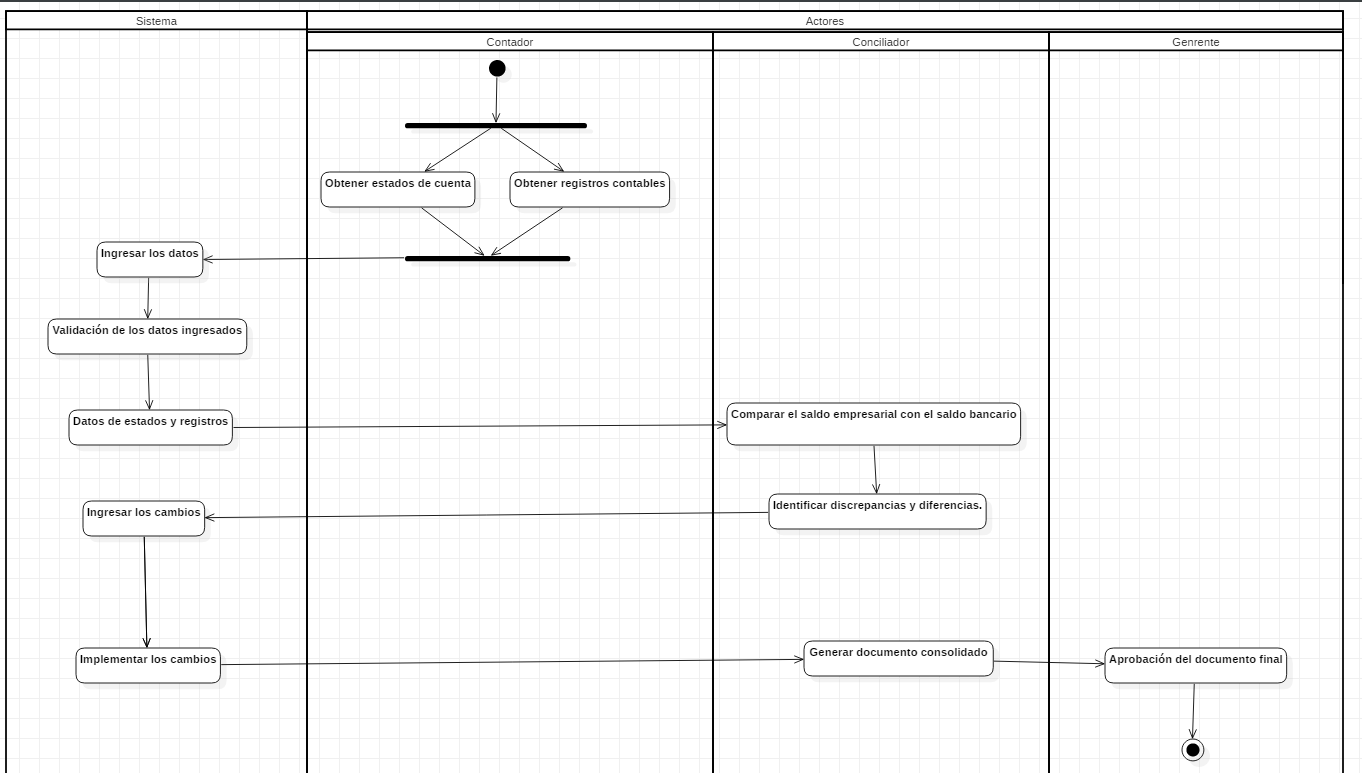 Sistema
Actores
Contador
Conciliador
Genrente
Obtener estados de cuenta
Obtener registros contables
Ingresar los datos
Validación de los datos ingresados
Datos de estados y registros
Comparar el saldo empresarial con el saldo bancario
Identificar discrepancias y diferencias.
Ingresar los cambios
Implementar los cambios
Generar documento consolidado
Aprobación del documento final